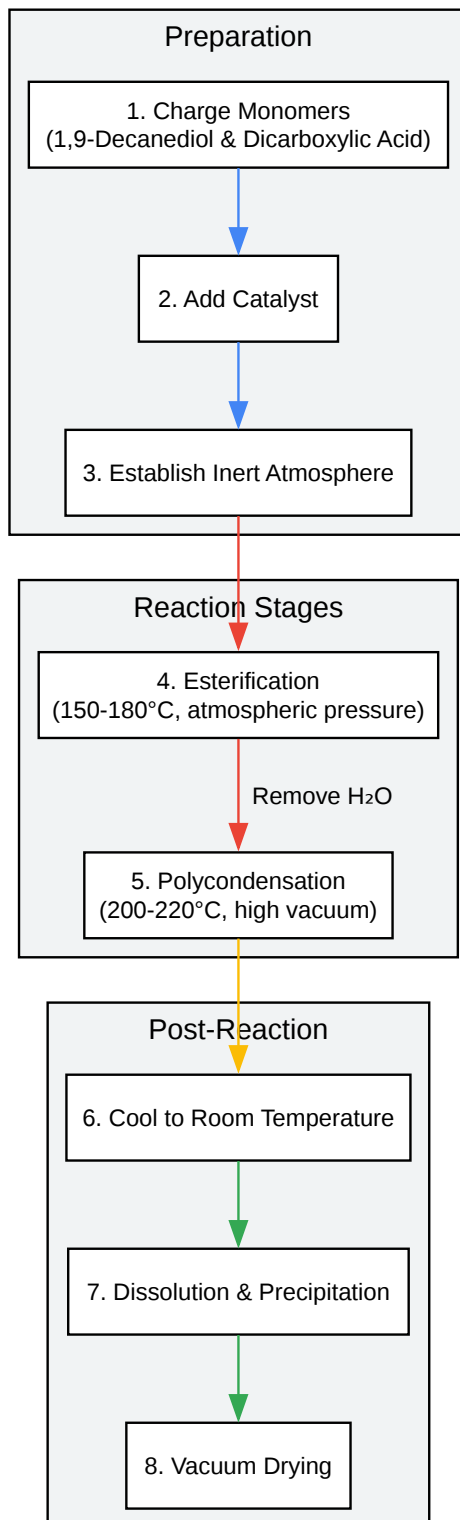 Preparation
1. Charge Monomers
(1,9-Decanediol & Dicarboxylic Acid)
2. Add Catalyst
3. Establish Inert Atmosphere
Reaction Stages
4. Esterification
(150-180°C, atmospheric pressure)
Remove H₂O
5. Polycondensation
(200-220°C, high vacuum)
Post-Reaction
6. Cool to Room Temperature
7. Dissolution & Precipitation
8. Vacuum Drying